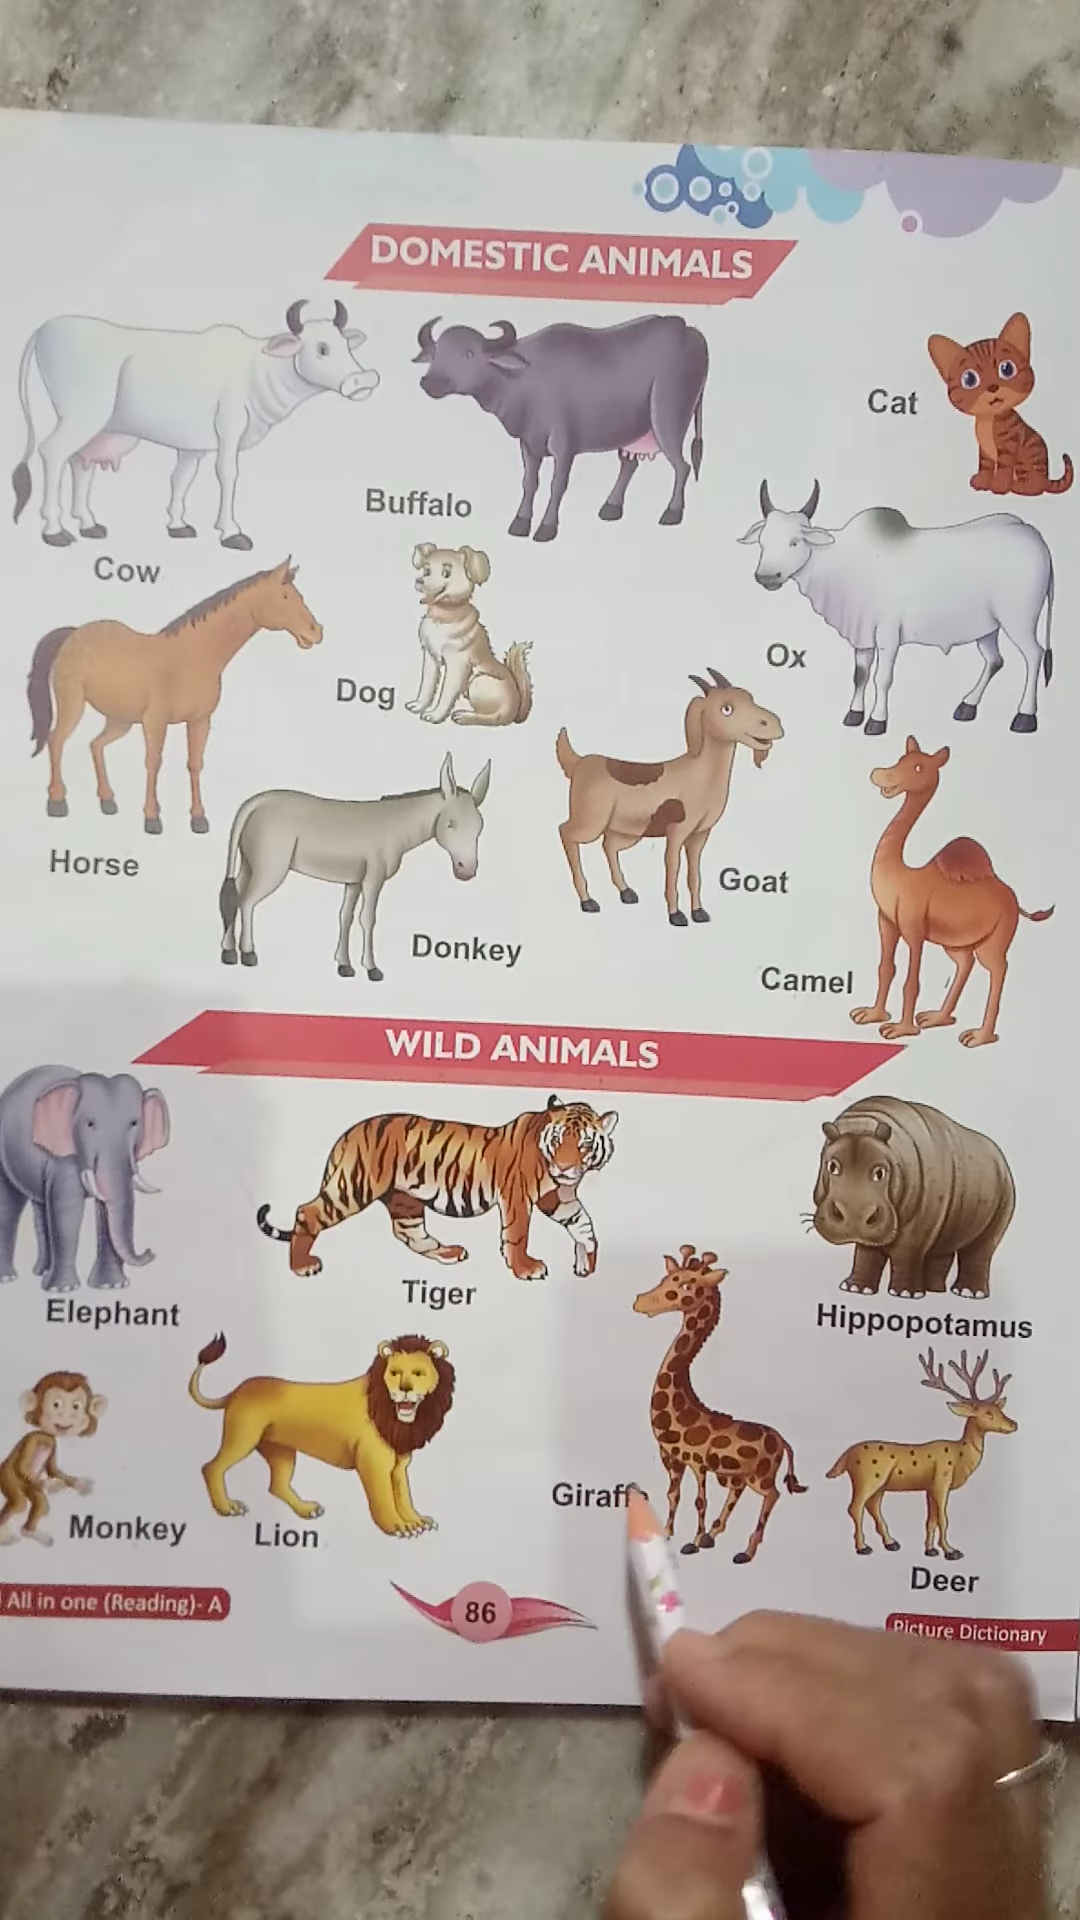 DOMESTIC ANIMALS
Cat
Buffalo
Cow
Ox
Dog
Horse
Goat
Donkey
Camel
WILD ANIMALS
Elephant
Tiger
Hippopotamus
Giraffe
Monkey
Lion
Deer
All in one (Reading)- A
86
Picture Dictionary